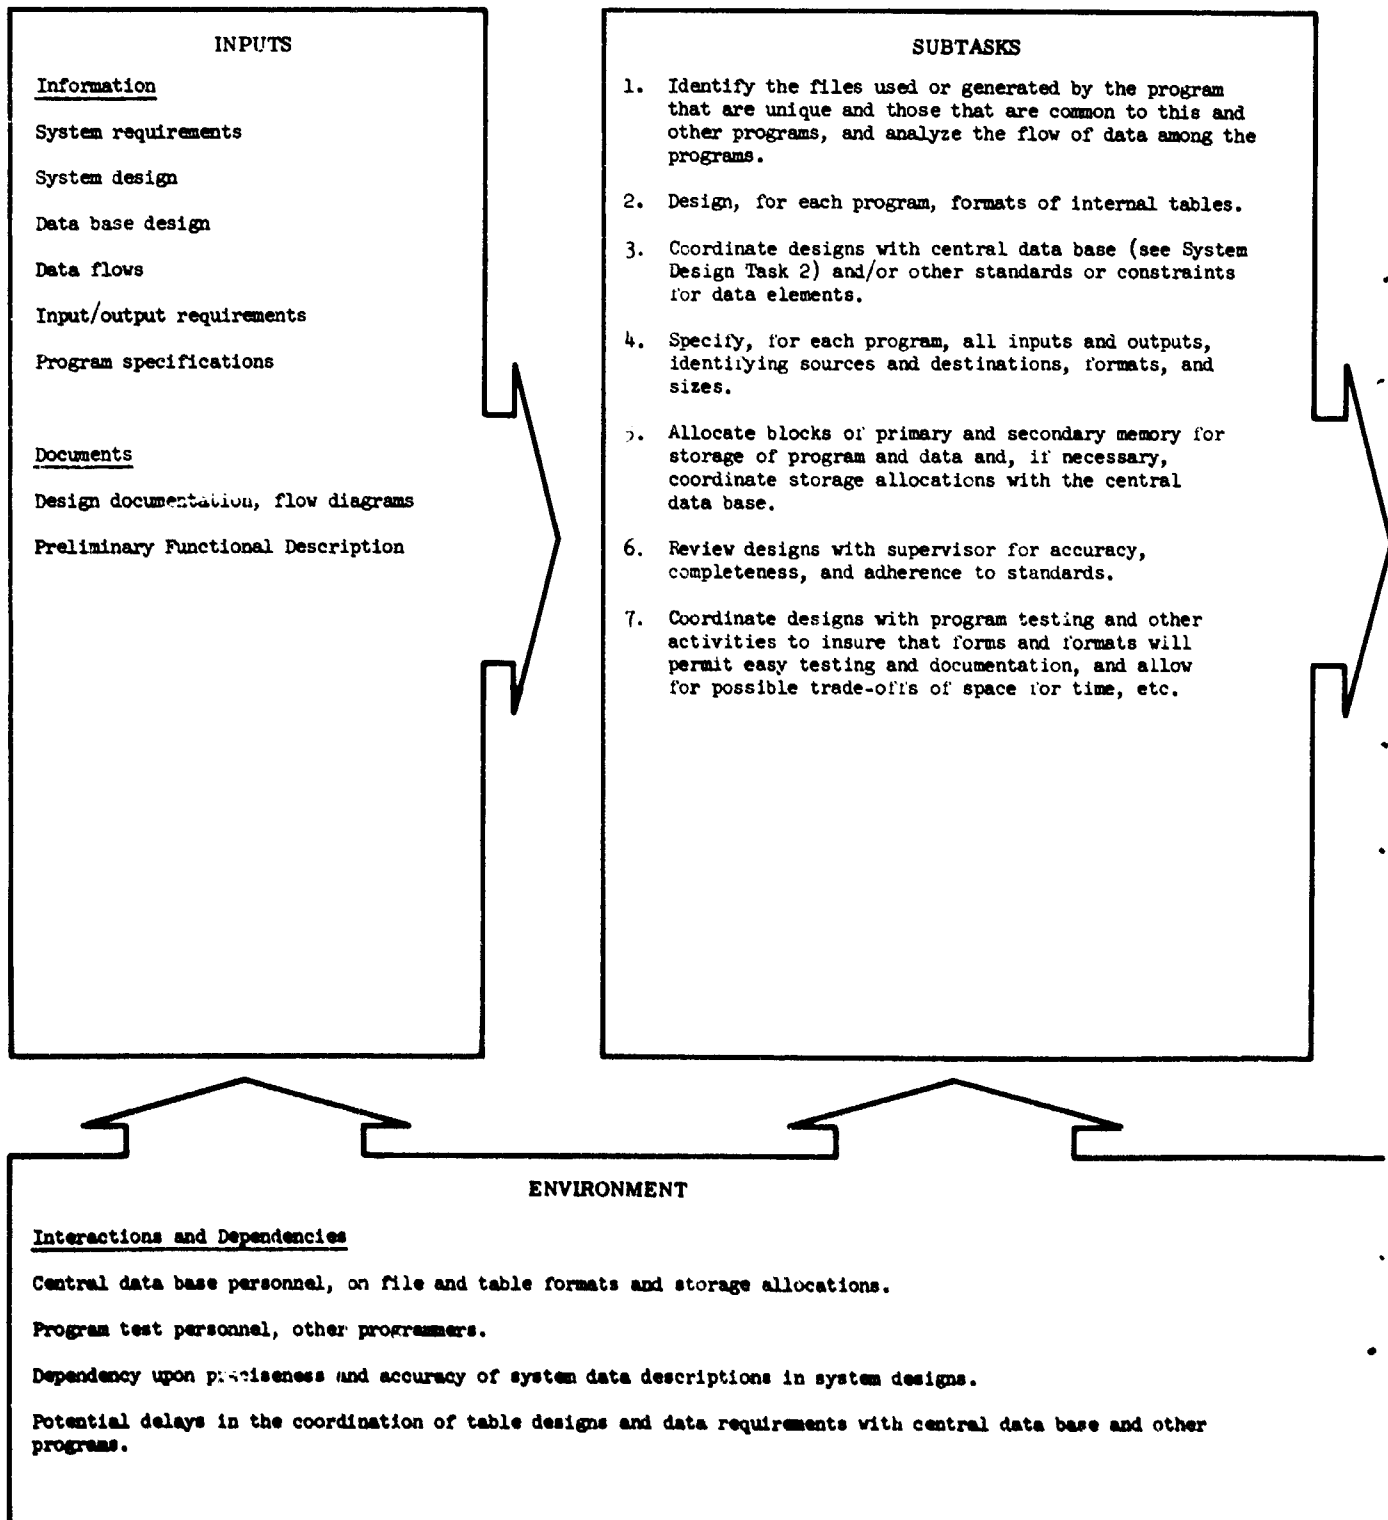 INPUTS
Information
System requirements
System design
Data base design
Data flows
Input/output requirements
Program specifications
Documents
Design documentation, flow diagrams
Preliminary Functional Description
SUBTASKS
1. Identify the files used or generated by the program
that are unique and those that are common to this and
other programs, and analyze the flow of data among the
programs.
2. Design, for each program, formats of internal tables.
3. Coordinate designs with central data base (see System
Design Task 2) and/or other standards or constraints
for data elements.
4. Specify, for each program, all inputs and outputs,
identifying sources and destinations, formats, and
sizes.
5. Allocate blocks of primary and secondary memory for
storage of program and data and, if necessary,
coordinate storage allocations with the central
data base.
6. Review designs with supervisor for accuracy,
completeness, and adherence to standards.
7. Coordinate designs with program testing and other
activities to insure that forms and formats will
permit easy testing and documentation, and allow
for possible trade-offs of space for time, etc.
ENVIRONMENT
Interactions and Dependencies
Central data base personnel, on file and table formats and storage allocations.
Program test personnel, other programmers.
Dependency upon preciseness and accuracy of system data descriptions in system designs.
Potential delays in the coordination of table designs and data requirements with central data base and other
programs.